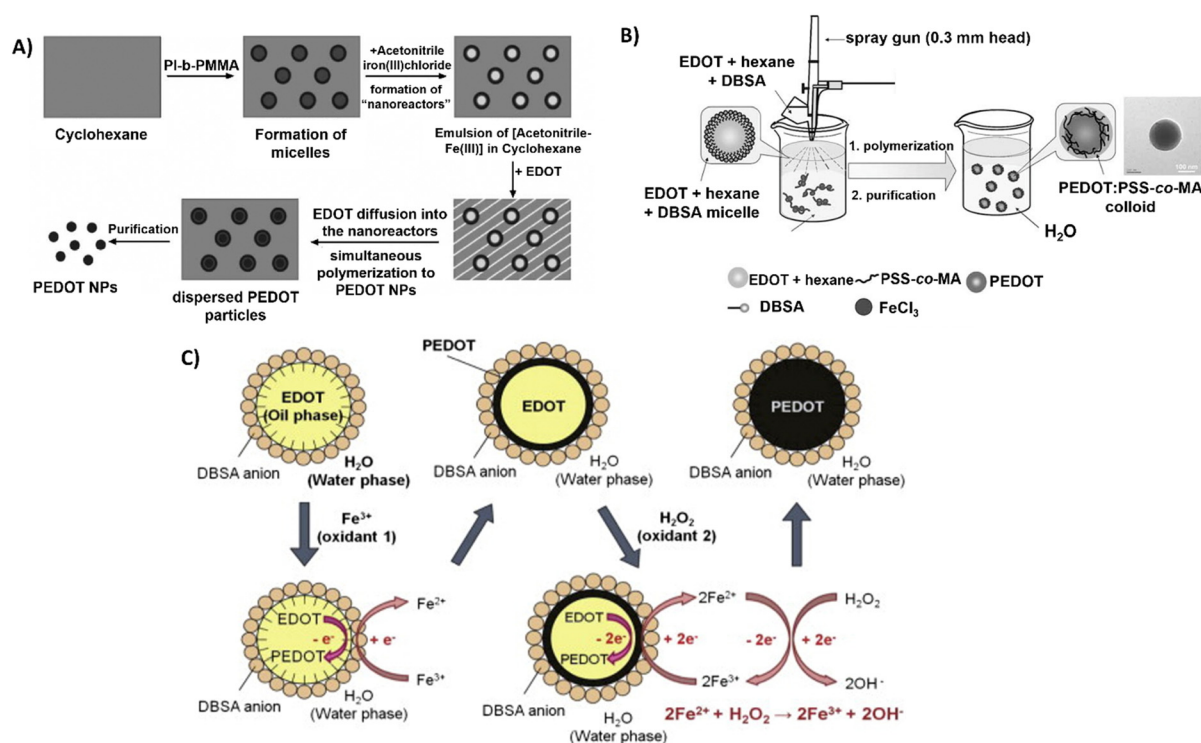 A)
PI-b-PMMA
+Acetonitrile
iron(III)chloride
formation of
“nanoreactors”
Cyclohexane
Formation of
micelles
Emulsion of [Acetonitrile-
Fe(III)] in Cyclohexane
+ EDOT
EDOT diffusion into
the nanoreactors
simultaneous
polymerization to
PEDOT NPs
Purification
PEDOT NPs
dispersed PEDOT
particles
B)
spray gun (0.3 mm head)
EDOT + hexane
+ DBSA
EDOT + hexane
+ DBSA micelle
1. polymerization
2. purification
100 nm
PEDOT:PSS-co-MA
colloid
H2O
EDOT + hexane
PSS-co-MA
PEDOT
DBSA
FeCl3
C)
EDOT
(Oil phase)
DBSA anion
H2O
(Water phase)
PEDOT
EDOT
DBSA anion
H2O
(Water phase)
PEDOT
DBSA anion
H2O
(Water phase)
Fe3+
(oxidant 1)
H2O2
(oxidant 2)
EDOT
- e-
PEDOT
+ e-
Fe2+
Fe3+
DBSA anion
H2O
(Water phase)
EDOT
- 2e-
PEDOT
+ 2e-
2Fe2+
2Fe3+
- 2e-
+ 2e-
H2O2
2OH-
DBSA anion
H2O
(Water phase)
2Fe2+ + H2O2 → 2Fe3+ + 2OH-